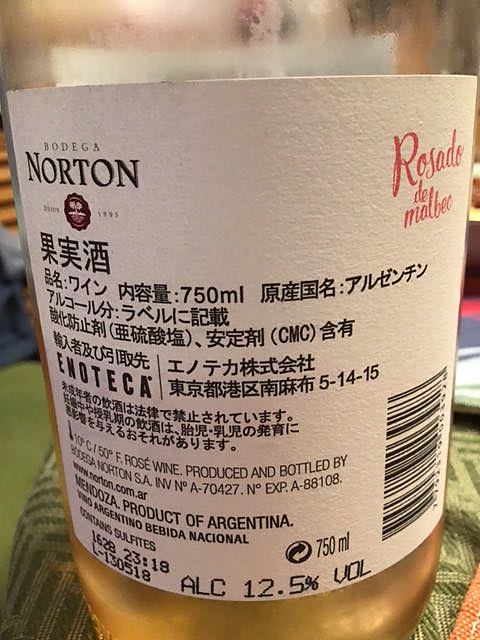 BODEGA
NORTON
DESDE 1895
Rosado
de
malbec
果実酒
品名:ワイン 内容量:750ml 原産国名:アルゼンチン
アルコール分:ラベルに記載
酸化防止剤(亜硫酸塩)、安定剤(CMC)含有
輸入者及び引取先
ENOTECA
エノテカ株式会社
東京都港区南麻布5-14-15
未成年者の飲酒は法律で禁止されています。
妊娠中や授乳期の飲酒は、胎児・乳児の発育に
悪影響を与えるおそれがあります。
10° C / 50° F. ROSÉ WINE. PRODUCED AND BOTTLED BY
BODEGA NORTON S.A. INV Nº A-70427. Nº EXP. A-88108.
www.norton.com.ar
MENDOZA. PRODUCT OF ARGENTINA.
VINO ARGENTINO BEBIDA NACIONAL
CONTAINS SULFITES
750 ml
1628 23:18
L-130518
ALC 12.5% VOL